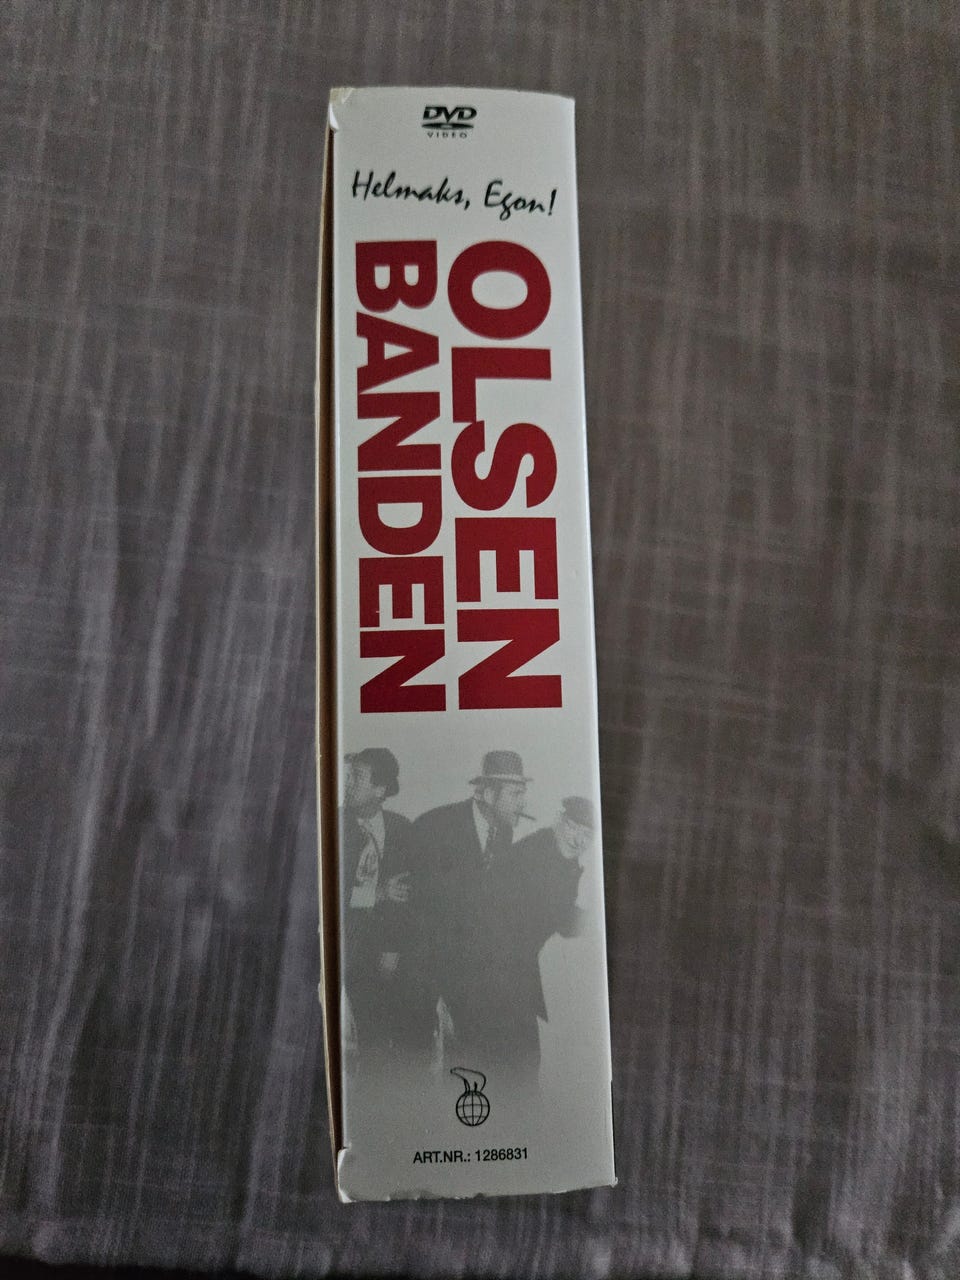 DVD
VIDEO
Helmaks, Egon!
OLSEN
BANDEN
ART.NR.: 1286831